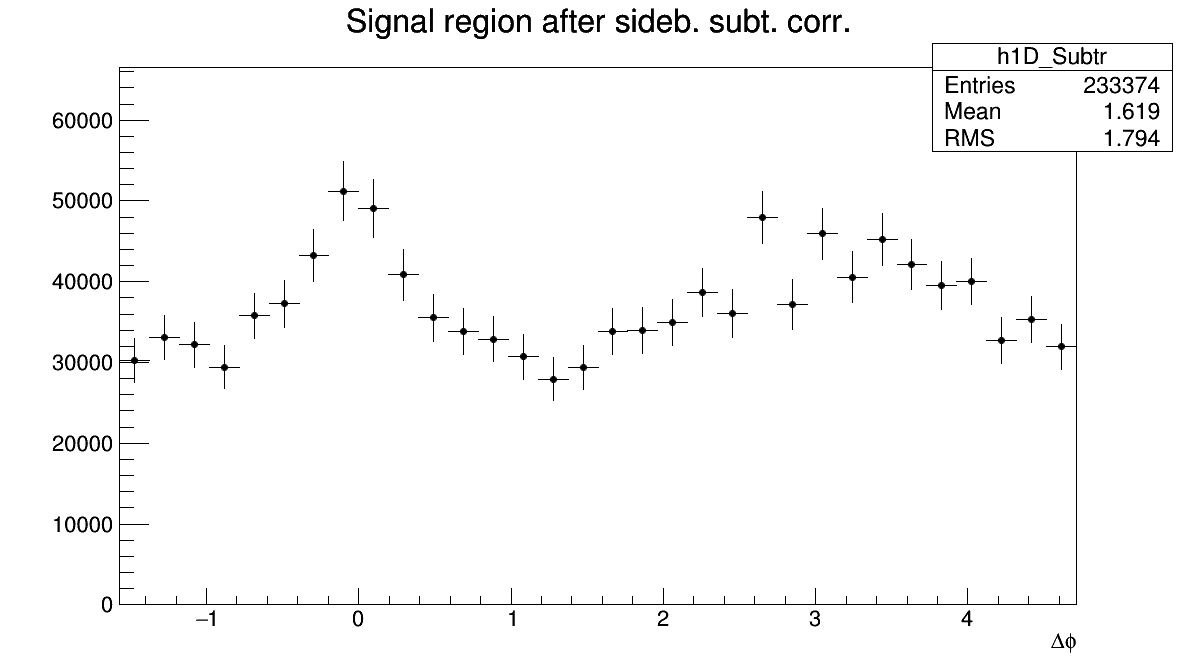 Signal region after sideb. subt. corr.
h1D_Subtr
Entries 233374
Mean 1.619
RMS 1.794
60000
50000
40000
30000
20000
10000
0
−1 0 1 2 3 4
Δϕ